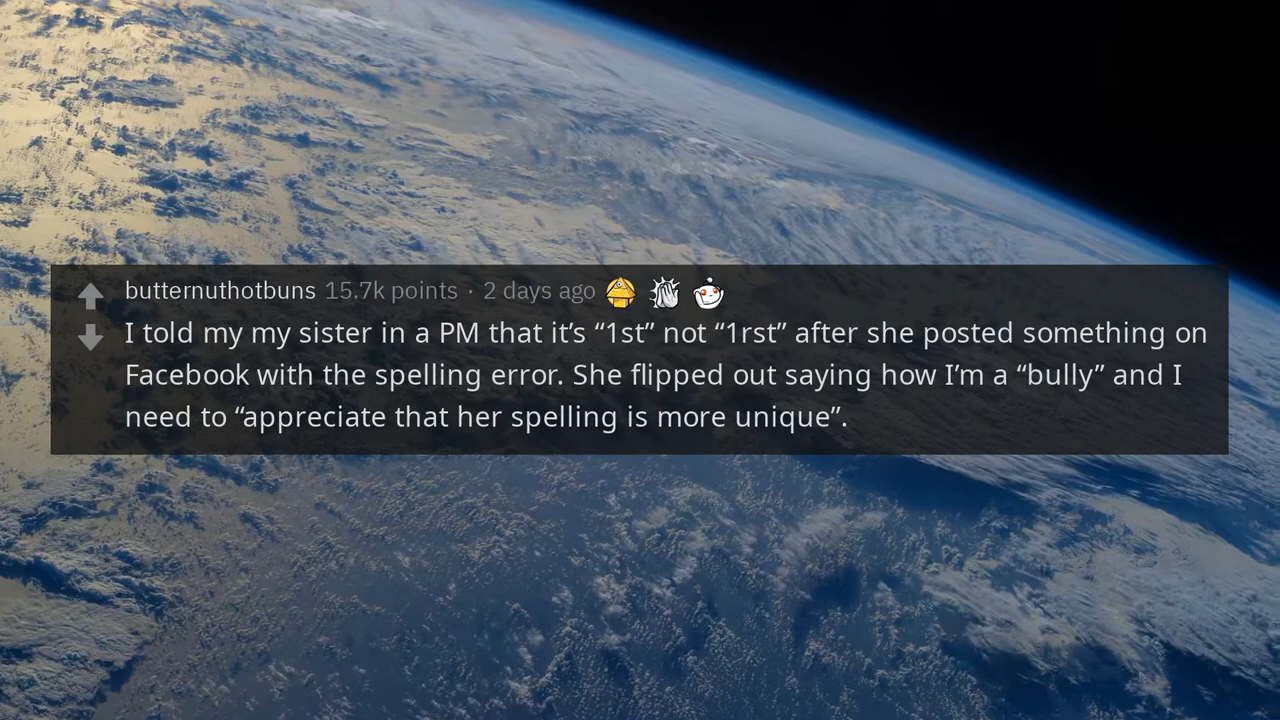 butternuthotbuns 15.7k points · 2 days ago
I told my my sister in a PM that it’s “1st” not “1rst” after she posted something on
Facebook with the spelling error. She flipped out saying how I’m a “bully” and I
need to “appreciate that her spelling is more unique”.